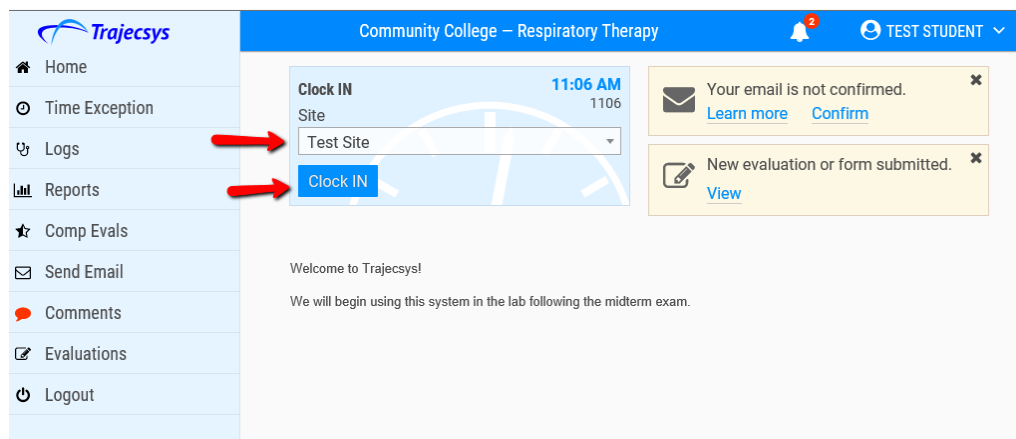 Trajecsys
Community College – Respiratory Therapy
2
TEST STUDENT
Home
Time Exception
Logs
Reports
Comp Evals
Send Email
Comments
Evaluations
Logout
Clock IN
11:06 AM
1106
Site
Test Site
Clock IN
Your email is not confirmed.
Learn more Confirm
New evaluation or form submitted.
View
Welcome to Trajecsys!
We will begin using this system in the lab following the midterm exam.